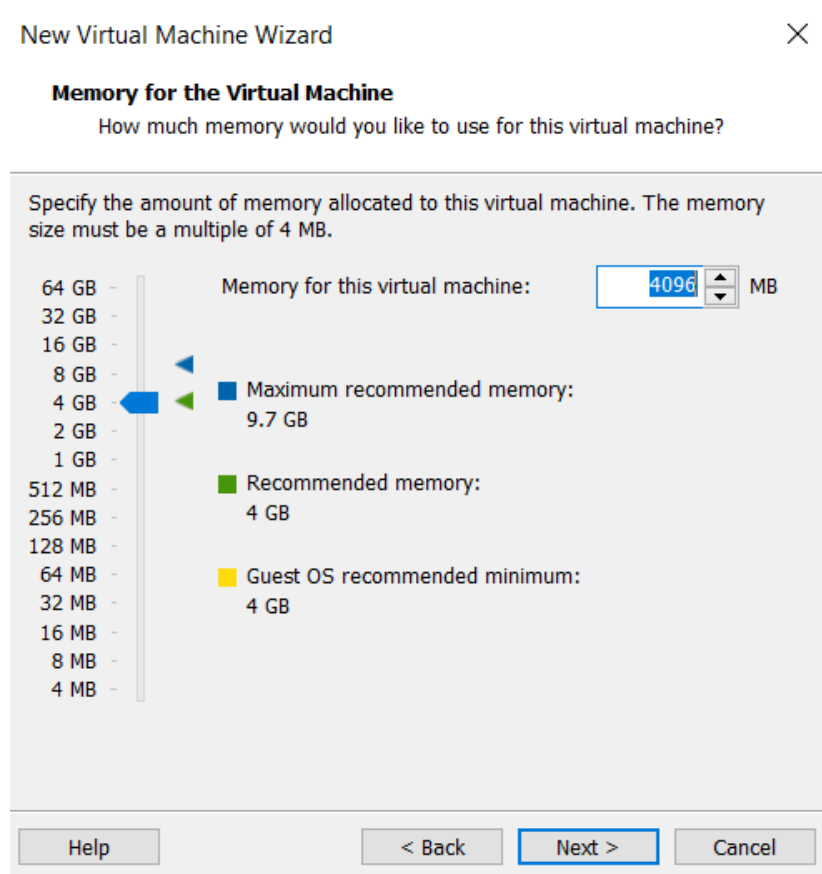 New Virtual Machine Wizard
Memory for the Virtual Machine
How much memory would you like to use for this virtual machine?
Specify the amount of memory allocated to this virtual machine. The memory
size must be a multiple of 4 MB.
Memory for this virtual machine: 4096 MB
64 GB
32 GB
16 GB
8 GB
4 GB
2 GB
1 GB
512 MB
256 MB
128 MB
64 MB
32 MB
16 MB
8 MB
4 MB
Maximum recommended memory:
9.7 GB
Recommended memory:
4 GB
Guest OS recommended minimum:
4 GB
Help
< Back
Next >
Cancel